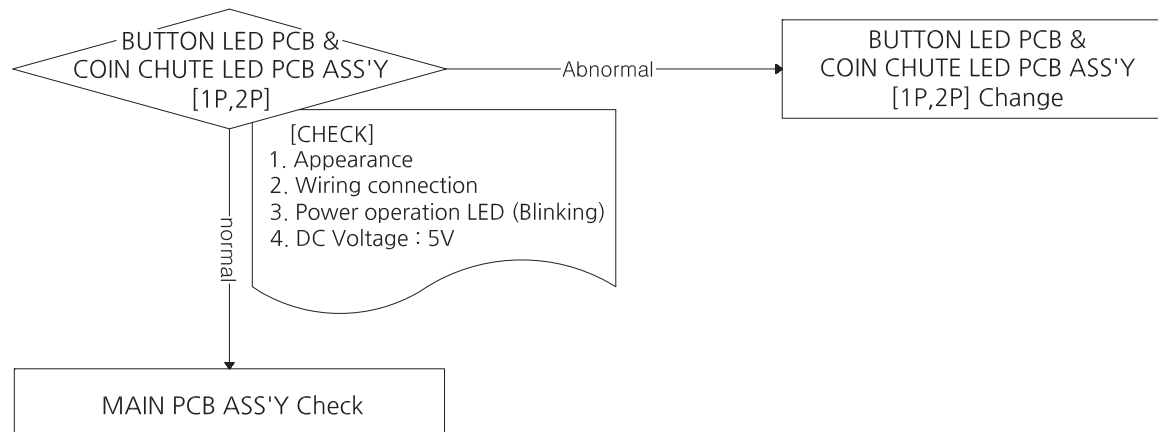 BUTTON LED PCB &
COIN CHUTE LED PCB ASS'Y
[1P,2P]
Abnormal
BUTTON LED PCB &
COIN CHUTE LED PCB ASS'Y
[1P,2P] Change
[CHECK]
1. Appearance
2. Wiring connection
3. Power operation LED (Blinking)
4. DC Voltage : 5V
normal
MAIN PCB ASS'Y Check